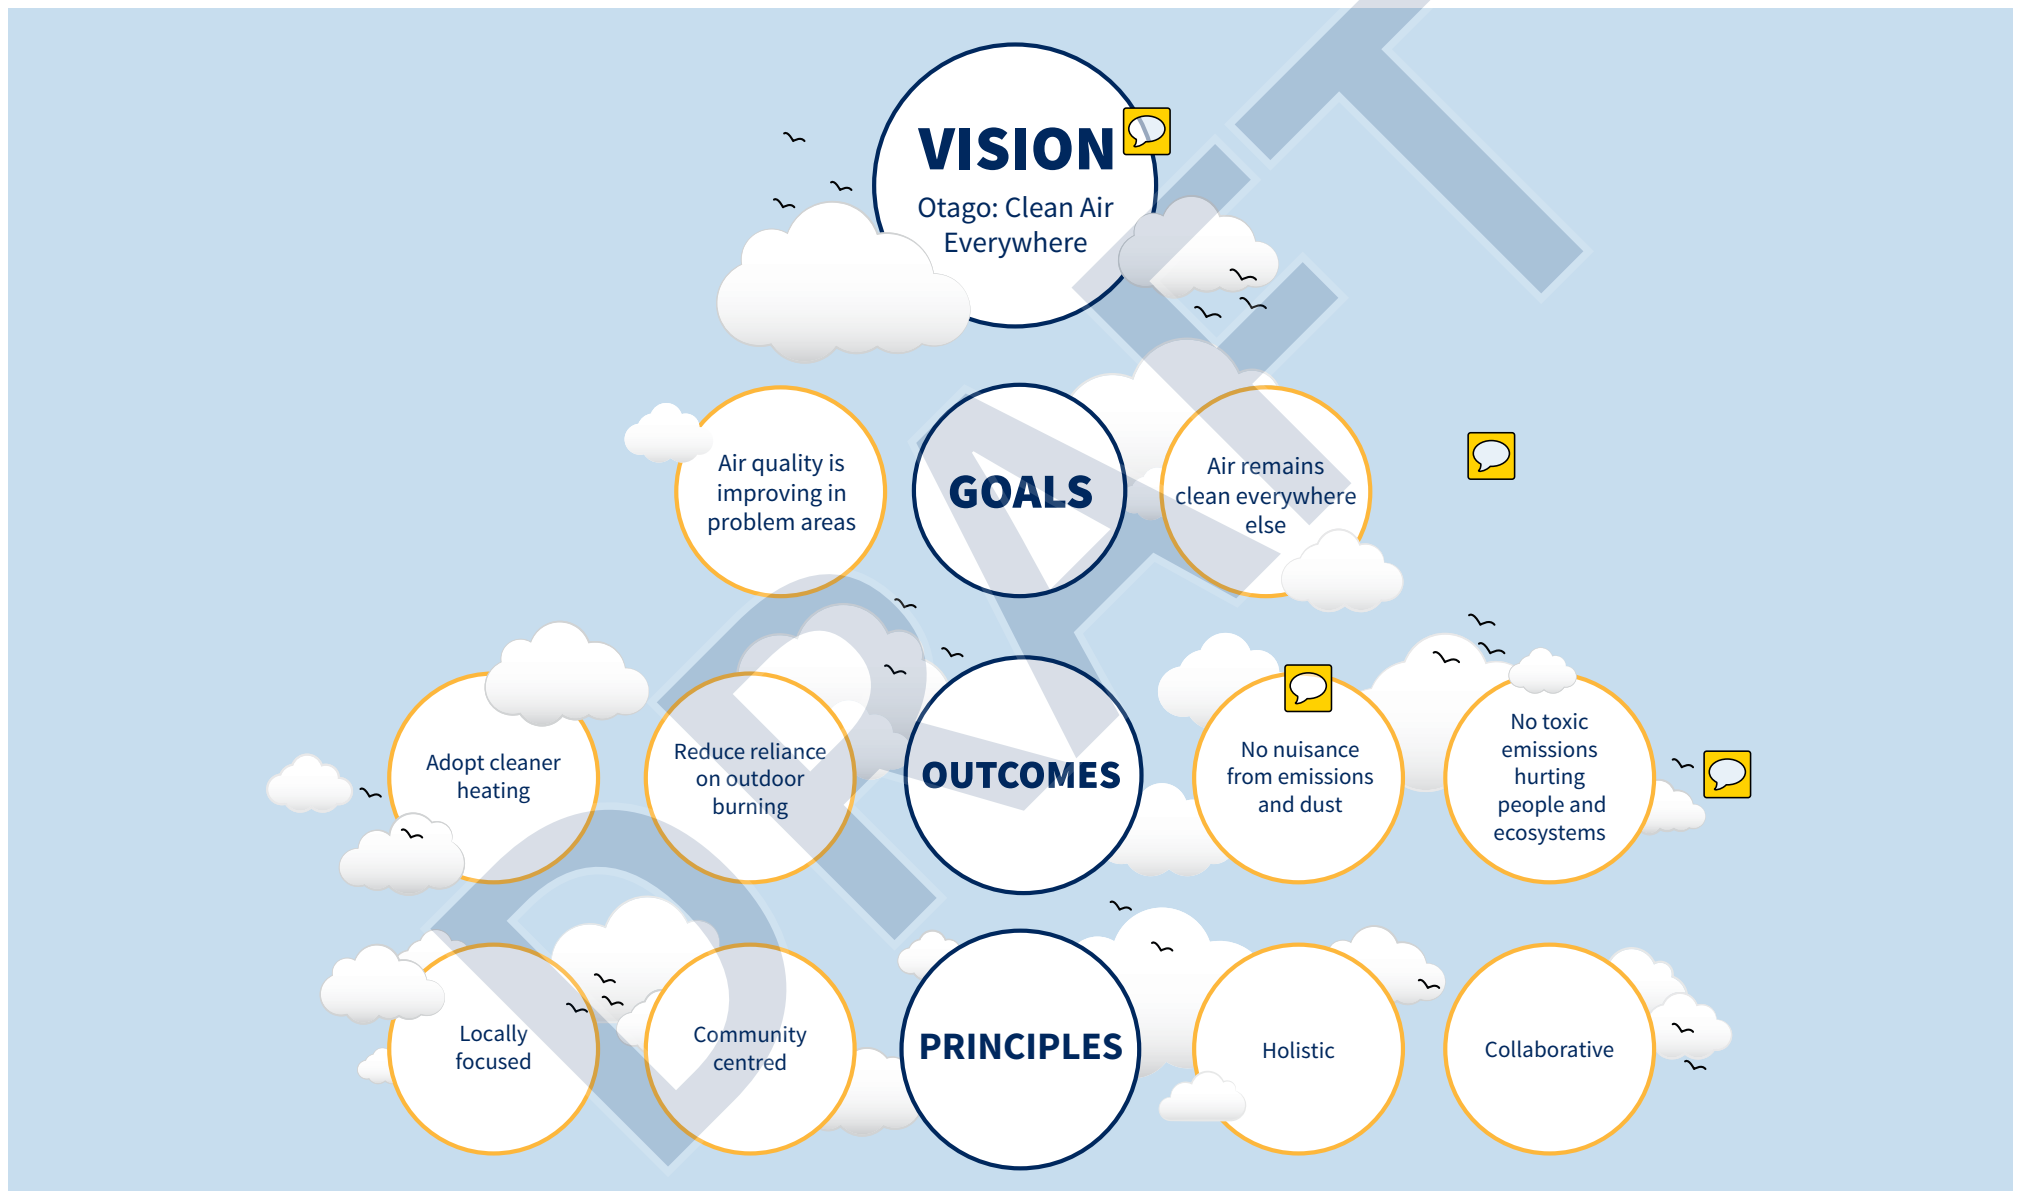 VISION
Otago: Clean Air
Everywhere
Air quality is
improving in
problem areas
GOALS
Air remains
clean everywhere
else
Adopt cleaner
heating
Reduce reliance
on outdoor
burning
OUTCOMES
No nuisance
from emissions
and dust
No toxic
emissions
hurting
people and
ecosystems
Locally
focused
Community
centred
PRINCIPLES
Holistic
Collaborative
DRAFT